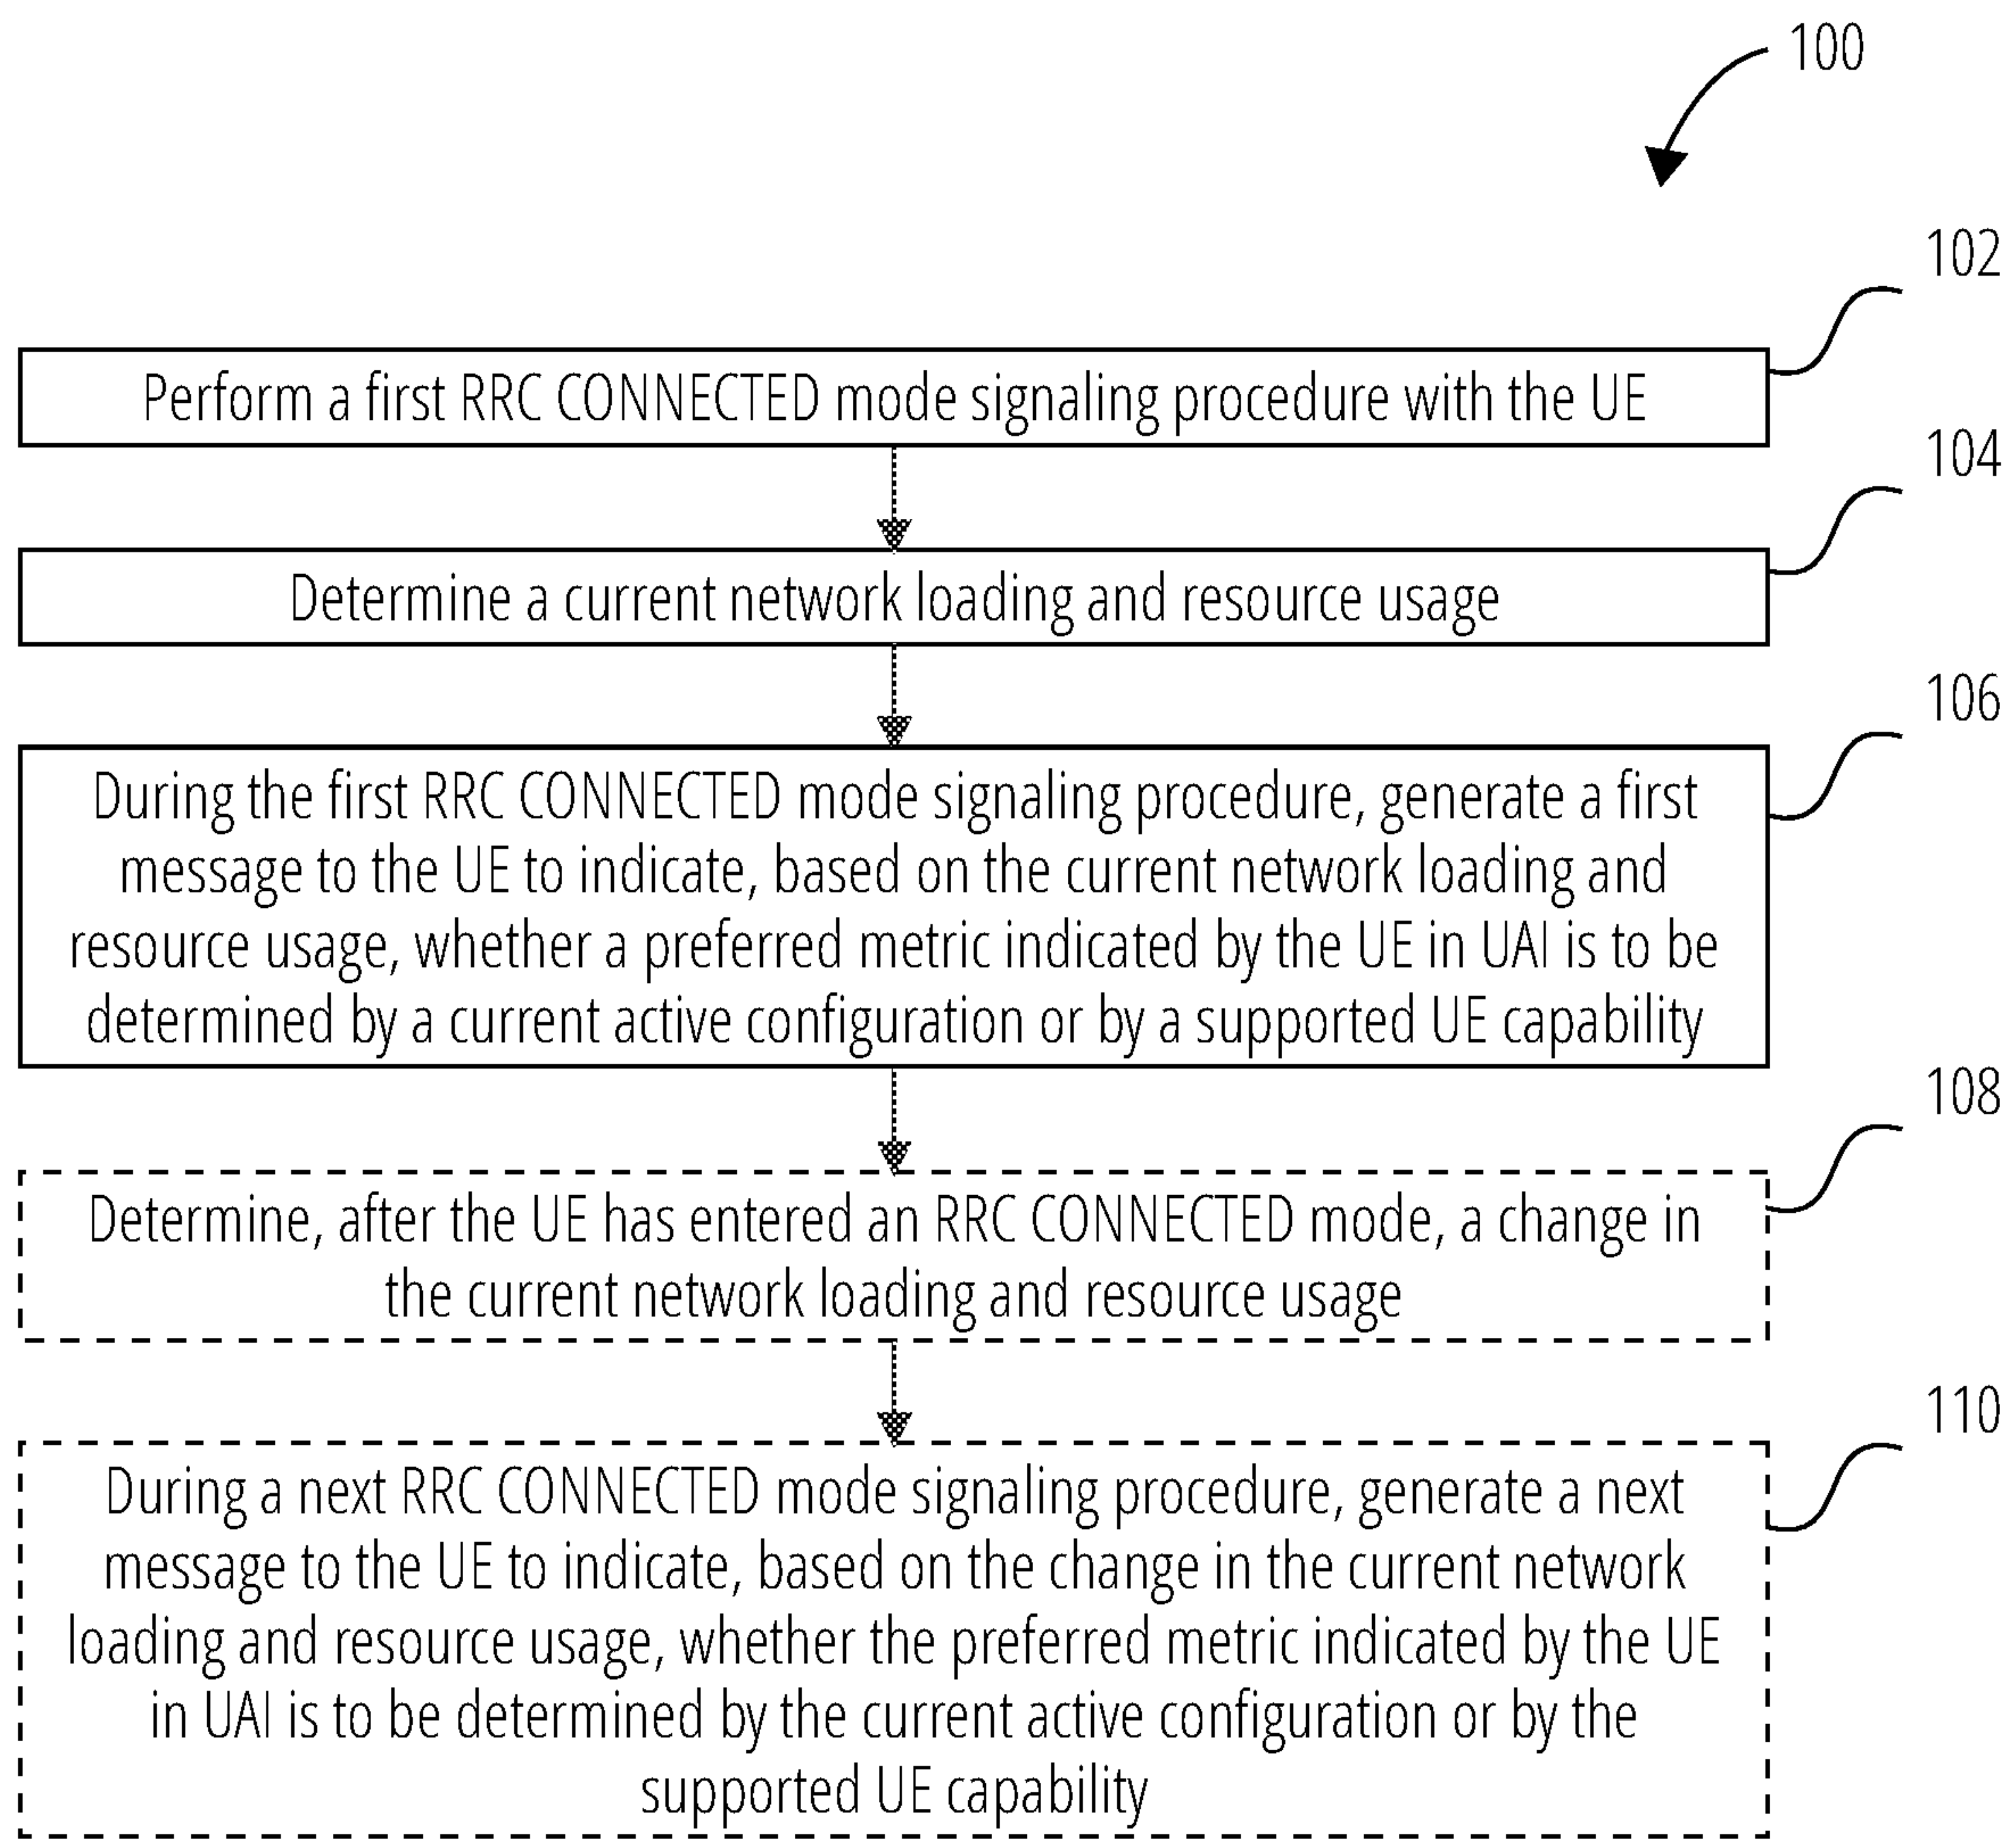 100
102
Perform a first RRC CONNECTED mode signaling procedure with the UE
104
Determine a current network loading and resource usage
106
During the first RRC CONNECTED mode signaling procedure, generate a first
message to the UE to indicate, based on the current network loading and
resource usage, whether a preferred metric indicated by the UE in UAI is to be
determined by a current active configuration or by a supported UE capability
108
Determine, after the UE has entered an RRC CONNECTED mode, a change in
the current network loading and resource usage
110
During a next RRC CONNECTED mode signaling procedure, generate a next
message to the UE to indicate, based on the change in the current network
loading and resource usage, whether the preferred metric indicated by the UE
in UAI is to be determined by the current active configuration or by the
supported UE capability